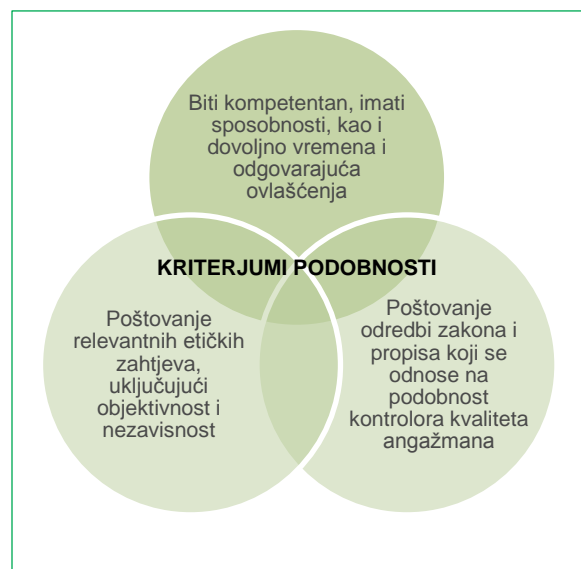 Biti kompetentan, imati
sposobnosti, kao i
dovoljno vremena i
odgovarajuća
ovlašćenja
KRITERJUMI PODOBNOSTI
Poštovanje
relevantnih etičkih
zahtjeva,
uključujući
objektivnost i
nezavisnost
Poštovanje
odredbi zakona i
propisa koji se
odnose na
podobnost
kontrolora kvaliteta
angažmana